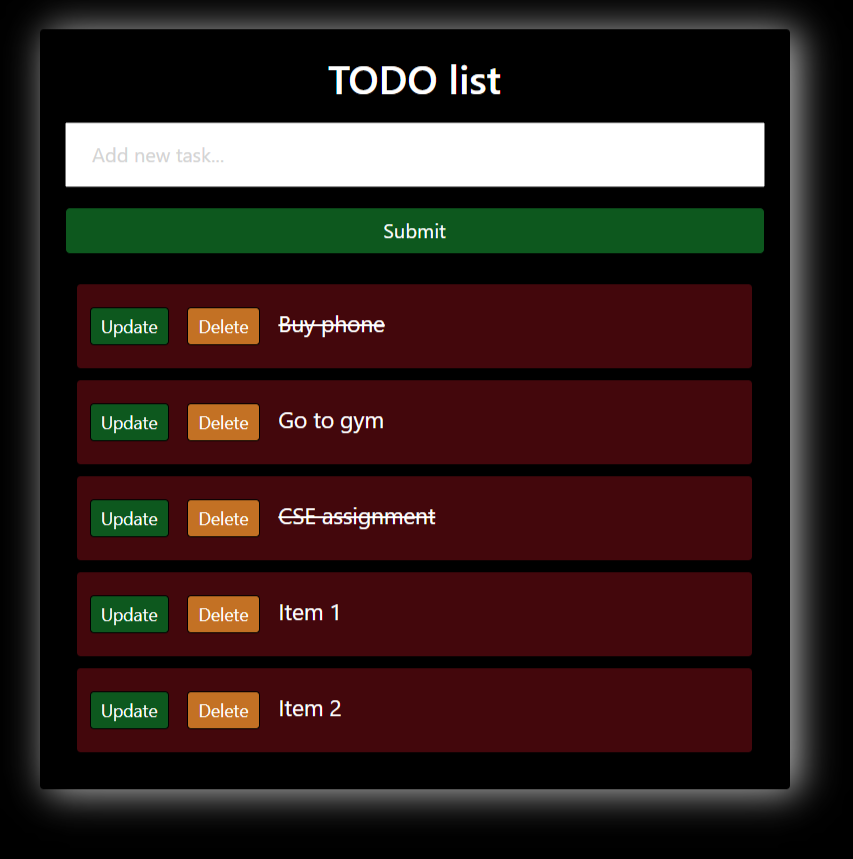 TODO list
Add new task...
Submit
Update Delete Buy phone
Update Delete Go to gym
Update Delete CSE assignment
Update Delete Item 1
Update Delete Item 2